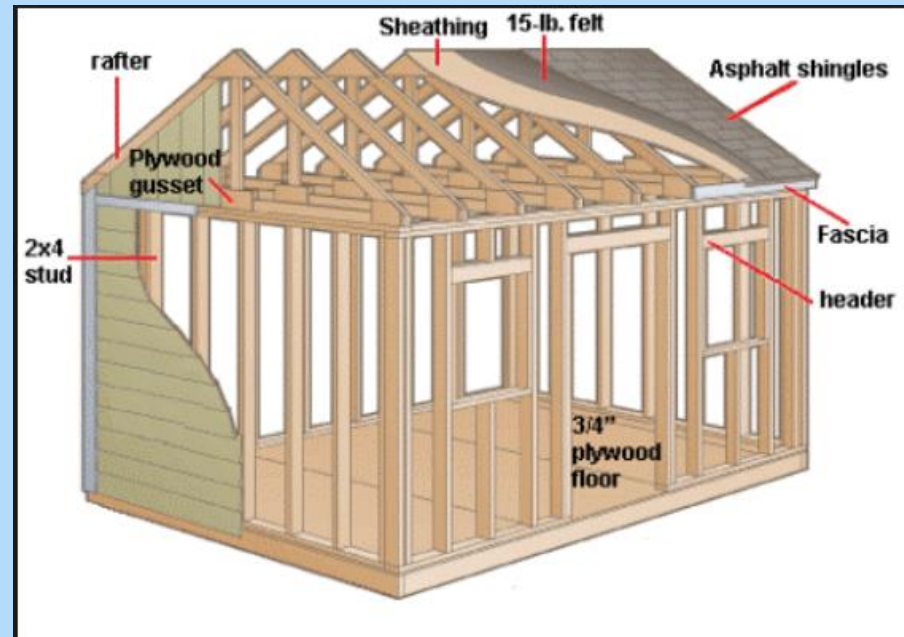 Sheathing
15-lb. felt
rafter
Asphalt shingles
Plywood
gusset
2x4
stud
Fascia
header
3/4"
plywood
floor